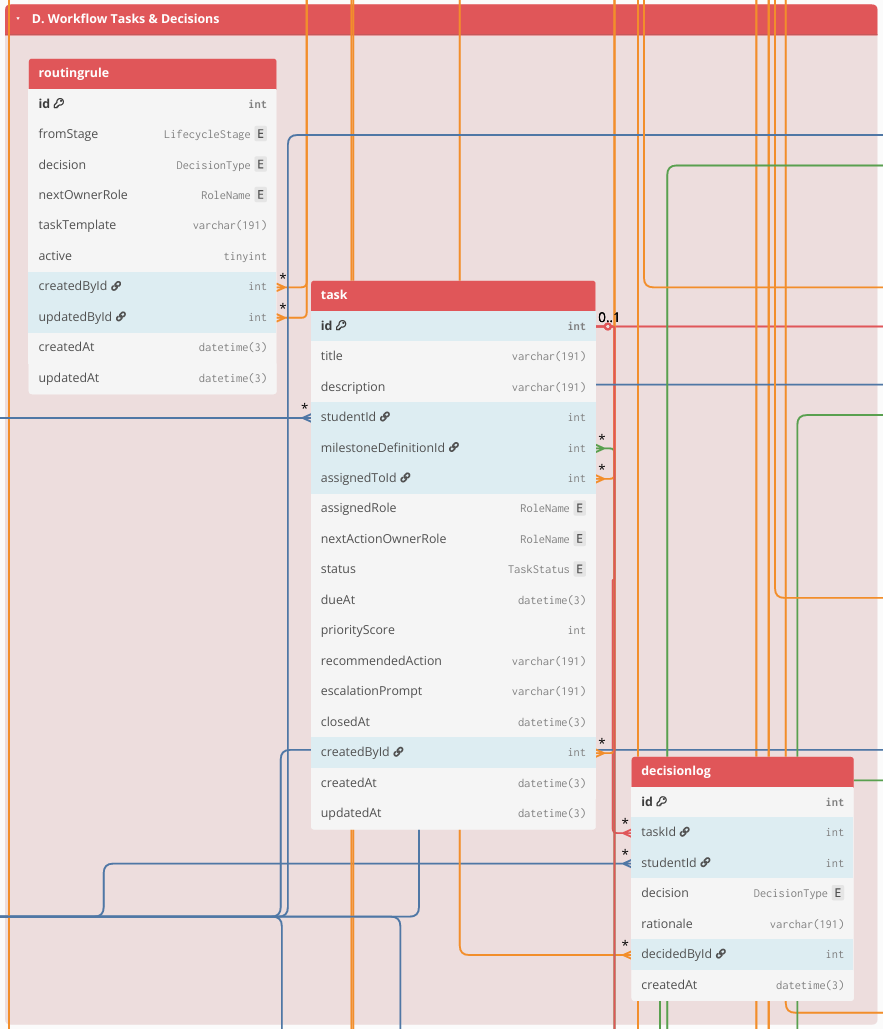 D. Workflow Tasks & Decisions
routingrule
id int
fromStage LifecycleStage E
decision DecisionType E
nextOwnerRole RoleName E
taskTemplate varchar(191)
active tinyint
createdById int *
updatedById int *
createdAt datetime(3)
updatedAt datetime(3)
task
id int 0..1
title varchar(191)
description varchar(191)
* studentId int
milestoneDefinitionId int *
assignedToId int *
assignedRole RoleName E
nextActionOwnerRole RoleName E
status TaskStatus E
dueAt datetime(3)
priorityScore int
recommendedAction varchar(191)
escalationPrompt varchar(191)
closedAt datetime(3)
createdById int *
createdAt datetime(3)
updatedAt datetime(3)
decisionlog
id int
* taskId int
* studentId int
decision DecisionType E
rationale varchar(191)
* decidedById int
createdAt datetime(3)